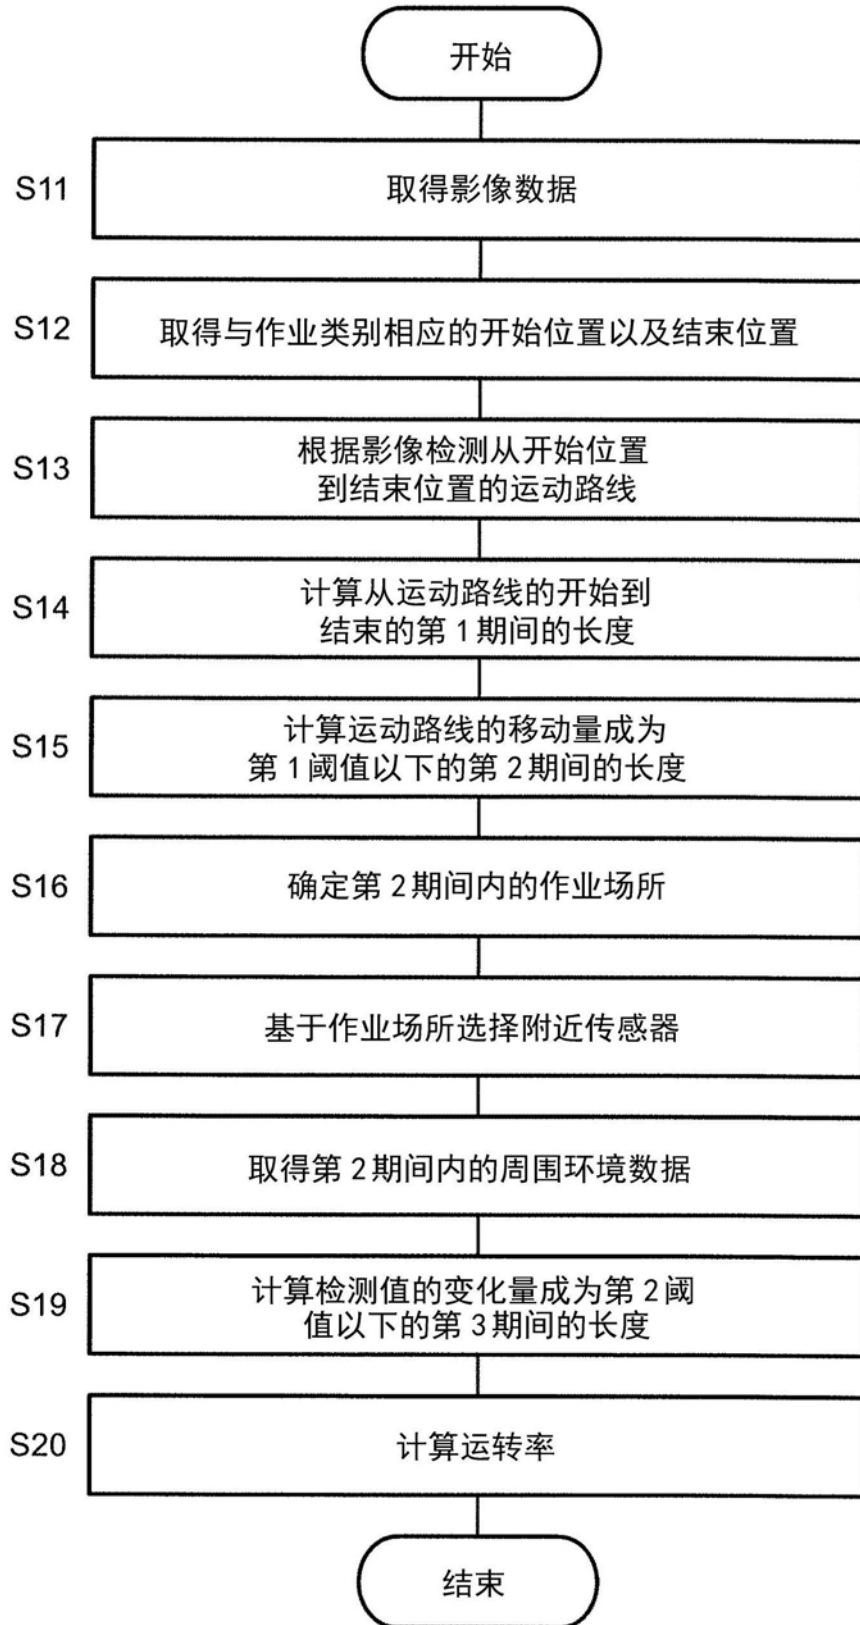 开始
S11
取得影像数据
S12
取得与作业类别相应的开始位置以及结束位置
S13
根据影像检测从开始位置
到结束位置的运动路线
S14
计算从运动路线的开始到
结束的第1期间的长度
S15
计算运动路线的移动量成为
第1阈值以下的第2期间的长度
S16
确定第2期间内的作业场所
S17
基于作业场所选择附近传感器
S18
取得第2期间内的周围环境数据
S19
计算检测值的变化量成为第2阈
值以下的第3期间的长度
S20
计算运转率
结束